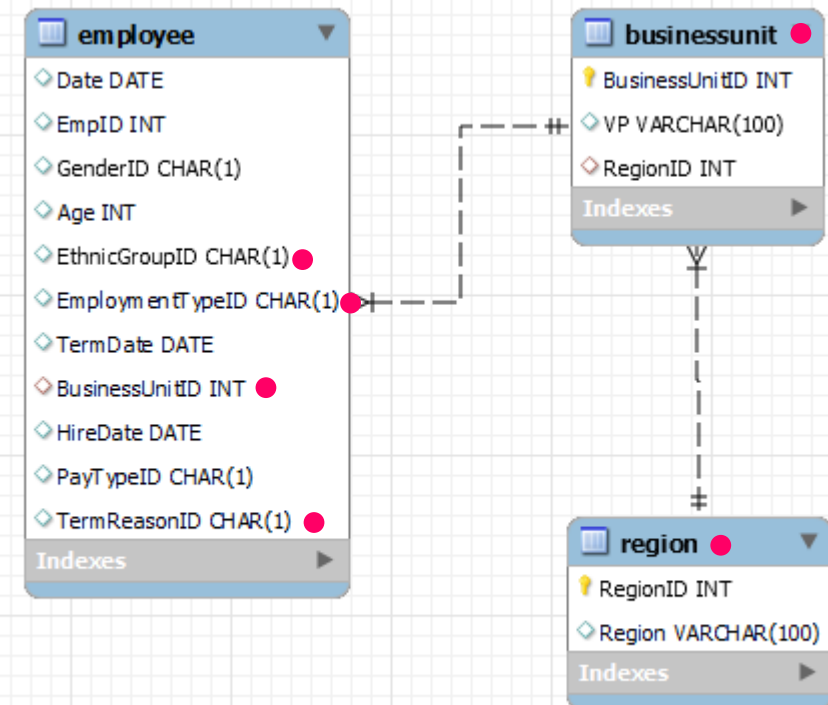 employee
Date DATE
EmpID INT
GenderID CHAR(1)
Age INT
EthnicGroupID CHAR(1)
EmploymentTypeID CHAR(1)
TermDate DATE
BusinessUnitID INT
HireDate DATE
PayTypeID CHAR(1)
TermReasonID CHAR(1)
Indexes
businessunit
BusinessUnitID INT
VP VARCHAR(100)
RegionID INT
Indexes
region
RegionID INT
Region VARCHAR(100)
Indexes